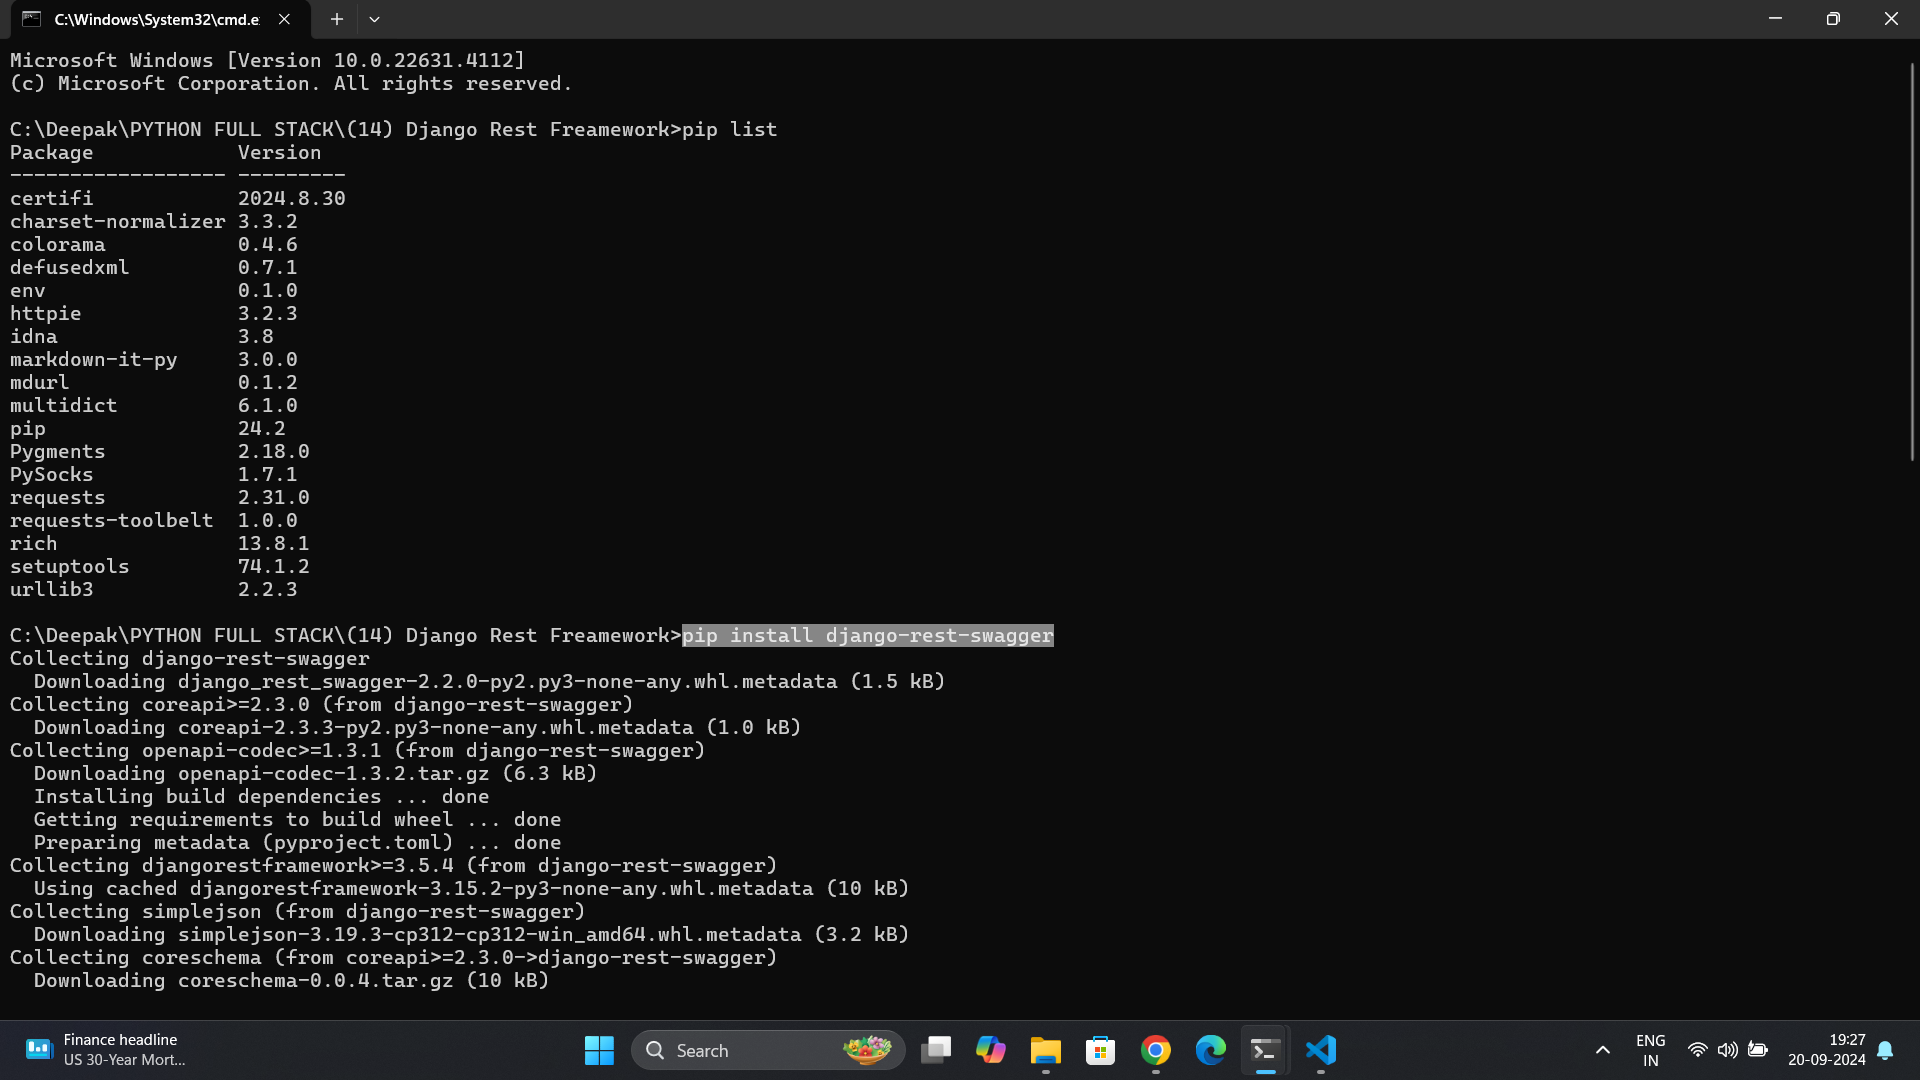 C:\Windows\System32\cmd.e
Microsoft Windows [Version 10.0.22631.4112]
(c) Microsoft Corporation. All rights reserved.
C:\Deepak\PYTHON FULL STACK\(14) Django Rest Freamework>pip list
Package            Version
------------------ ---------
certifi            2024.8.30
charset-normalizer 3.3.2
colorama           0.4.6
defusedxml         0.7.1
env                0.1.0
httpie             3.2.3
idna               3.8
markdown-it-py     3.0.0
mdurl              0.1.2
multidict          6.1.0
pip                24.2
Pygments           2.18.0
PySocks            1.7.1
requests           2.31.0
requests-toolbelt  1.0.0
rich               13.8.1
setuptools         74.1.2
urllib3            2.2.3
C:\Deepak\PYTHON FULL STACK\(14) Django Rest Freamework>pip install django-rest-swagger
Collecting django-rest-swagger
  Downloading django_rest_swagger-2.2.0-py2.py3-none-any.whl.metadata (1.5 kB)
Collecting coreapi>=2.3.0 (from django-rest-swagger)
  Downloading coreapi-2.3.3-py2.py3-none-any.whl.metadata (1.0 kB)
Collecting openapi-codec>=1.3.1 (from django-rest-swagger)
  Downloading openapi-codec-1.3.2.tar.gz (6.3 kB)
  Installing build dependencies ... done
  Getting requirements to build wheel ... done
  Preparing metadata (pyproject.toml) ... done
Collecting djangorestframework>=3.5.4 (from django-rest-swagger)
  Using cached djangorestframework-3.15.2-py3-none-any.whl.metadata (10 kB)
Collecting simplejson (from django-rest-swagger)
  Downloading simplejson-3.19.3-cp312-cp312-win_amd64.whl.metadata (3.2 kB)
Collecting coreschema (from coreapi>=2.3.0->django-rest-swagger)
  Downloading coreschema-0.0.4.tar.gz (10 kB)
Finance headline
US 30-Year Mort...
Search
ENG
IN
19:27
20-09-2024